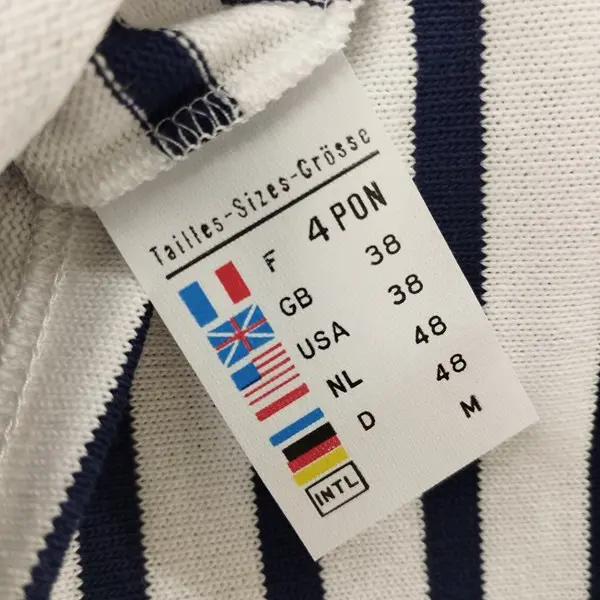 Tailles-Sizes-Grösse
F 4 PON
GB 38
USA 38
NL 48
D 48
INTL M